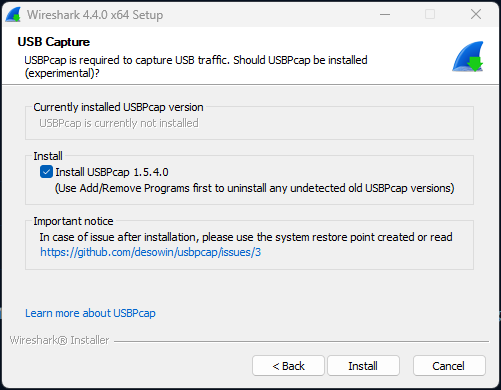 Wireshark 4.4.0 x64 Setup
USB Capture
USBPcap is required to capture USB traffic. Should USBPcap be installed
(experimental)?
Currently installed USBPcap version
USBPcap is currently not installed
Install
Install USBPcap 1.5.4.0
(Use Add/Remove Programs first to uninstall any undetected old USBPcap versions)
Important notice
In case of issue after installation, please use the system restore point created or read
https://github.com/desowin/usbpcap/issues/3
Learn more about USBPcap
Wireshark® Installer
< Back
Install
Cancel